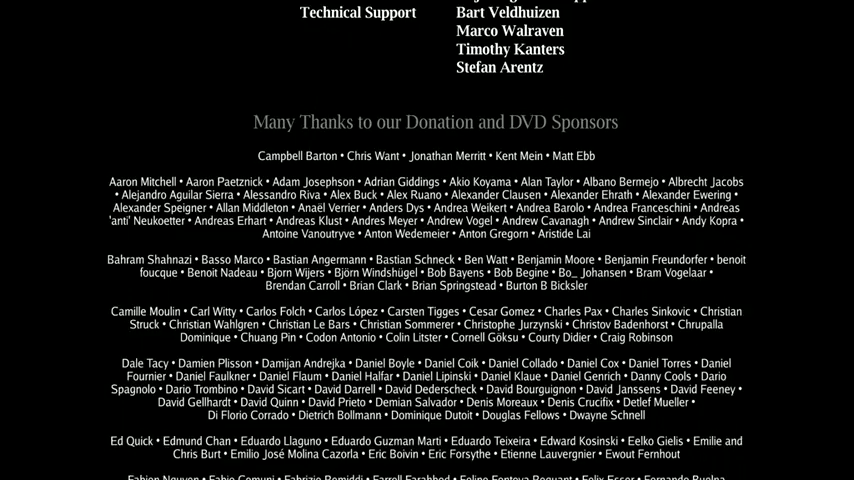 Technical Support Bart Veldhuizen
Marco Walraven
Timothy Kanters
Stefan Arentz
Many Thanks to our Donation and DVD Sponsors
Campbell Barton • Chris Want • Jonathan Merritt • Kent Mein • Matt Ebb
Aaron Mitchell • Aaron Paetznick • Adam Josephson • Adrian Giddings • Akio Koyama • Alan Taylor • Albano Bermejo • Albrecht Jacobs
• Alejandro Aguilar Sierra • Alessandro Riva • Alex Buck • Alex Ruano • Alexander Clausen • Alexander Ehrath • Alexander Ewering •
Alexander Speigner • Allan Middleton • Anaël Verrier • Anders Dys • Andrea Weikert • Andrea Barolo • Andrea Franceschini • Andreas
'anti' Neukoetter • Andreas Erhart • Andreas Klust • Andres Meyer • Andrew Vogel • Andrew Cavanagh • Andrew Sinclair • Andy Kopra •
Antoine Vanoutryve • Anton Wedemeier • Anton Gregorn • Aristide Lai
Bahram Shahnazi • Basso Marco • Bastian Angermann • Bastian Schneck • Ben Watt • Benjamin Moore • Benjamin Freundorfer • benoit
foucque • Benoit Nadeau • Bjorn Wijers • Björn Windshügel • Bob Bayens • Bob Begine • Bo_ Johansen • Bram Vogelaar •
Brendan Carroll • Brian Clark • Brian Springstead • Burton B Bicksler
Camille Moulin • Carl Witty • Carlos Folch • Carlos López • Carsten Tigges • Cesar Gomez • Charles Pax • Charles Sinkovic • Christian
Struck • Christian Wahlgren • Christian Le Bars • Christian Sommerer • Christophe Jurzynski • Christov Badenhorst • Chrupalla
Dominique • Chuang Pin • Codon Antonio • Colin Litster • Cornell Göksu • Courty Didier • Craig Robinson
Dale Tacy • Damien Plisson • Damijan Andrejka • Daniel Boyle • Daniel Coik • Daniel Collado • Daniel Cox • Daniel Torres • Daniel
Fournier • Daniel Faulkner • Daniel Flaum • Daniel Halfar • Daniel Lipinski • Daniel Klaue • Daniel Genrich • Danny Cools • Dario
Spagnolo • Dario Trombino • David Sicart • David Darrell • David Dederscheck • David Bourguignon • David Janssens • David Feeney •
David Gellhardt • David Quinn • David Prieto • Demian Salvador • Denis Moreaux • Denis Crucifix • Detlef Mueller •
Di Florio Corrado • Dietrich Bollmann • Dominique Dutoit • Douglas Fellows • Dwayne Schnell
Ed Quick • Edmund Chan • Eduardo Llaguno • Eduardo Guzman Marti • Eduardo Teixeira • Edward Kosinski • Eelko Gielis • Emilie and
Chris Burt • Emilio José Molina Cazorla • Eric Boivin • Eric Forsythe • Etienne Lauvergnier • Ewout Fernhout